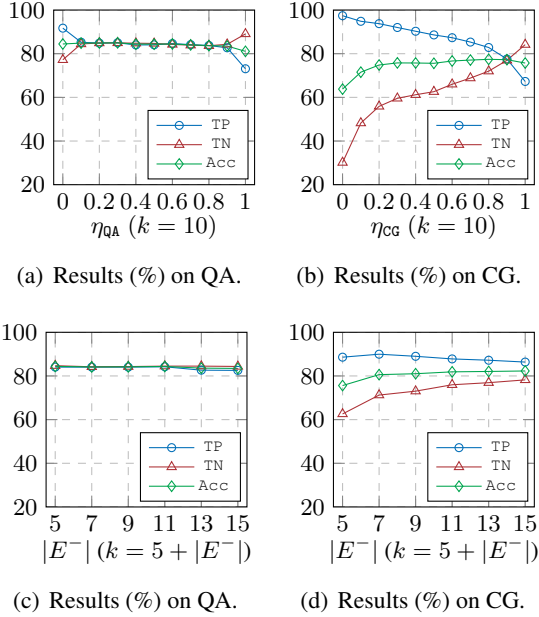 100
80
60
40
20
0 0.2 0.4 0.6 0.8 1
TP
TN
Acc
η_QA (k = 10)
(a) Results (%) on QA.
100
80
60
40
20
0 0.2 0.4 0.6 0.8 1
TP
TN
Acc
η_CG (k = 10)
(b) Results (%) on CG.
100
80
60
40
20
5 7 9 11 13 15
TP
TN
Acc
|E⁻| (k = 5 + |E⁻|)
(c) Results (%) on QA.
100
80
60
40
20
5 7 9 11 13 15
TP
TN
Acc
|E⁻| (k = 5 + |E⁻|)
(d) Results (%) on CG.